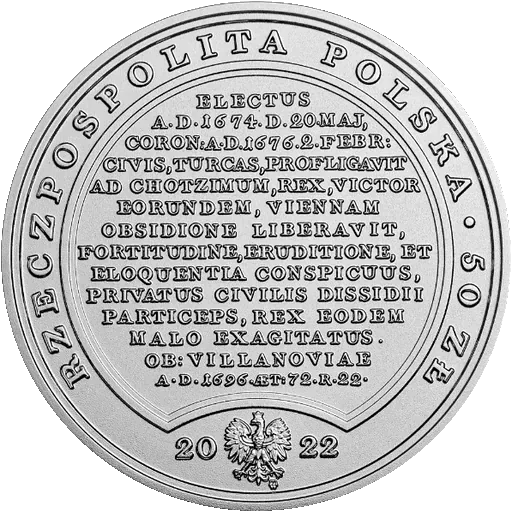 RZECZPOSPOLITA POLSKA · 50 ZŁ
ELECTUS
A.D.1674.D.20.MAJ,
CORON:A.D.1676.2.FEBR:
CIVIS,TURCAS,PROFLIGAVIT
AD CHOTZIMUM,REX,VICTOR
EORUNDEM, VIENNAM
OBSIDIONE LIBERAVIT,
FORTITUDINE,ERUDITIONE, ET
ELOQUENTIA CONSPICUUS,
PRIVATUS CIVILIS DISSIDII
PARTICEPS, REX EODEM
MALO EXAGITATUS.
OB: VILLANOVIAE
A.D.1696.ÆT:72.R.22.
2022